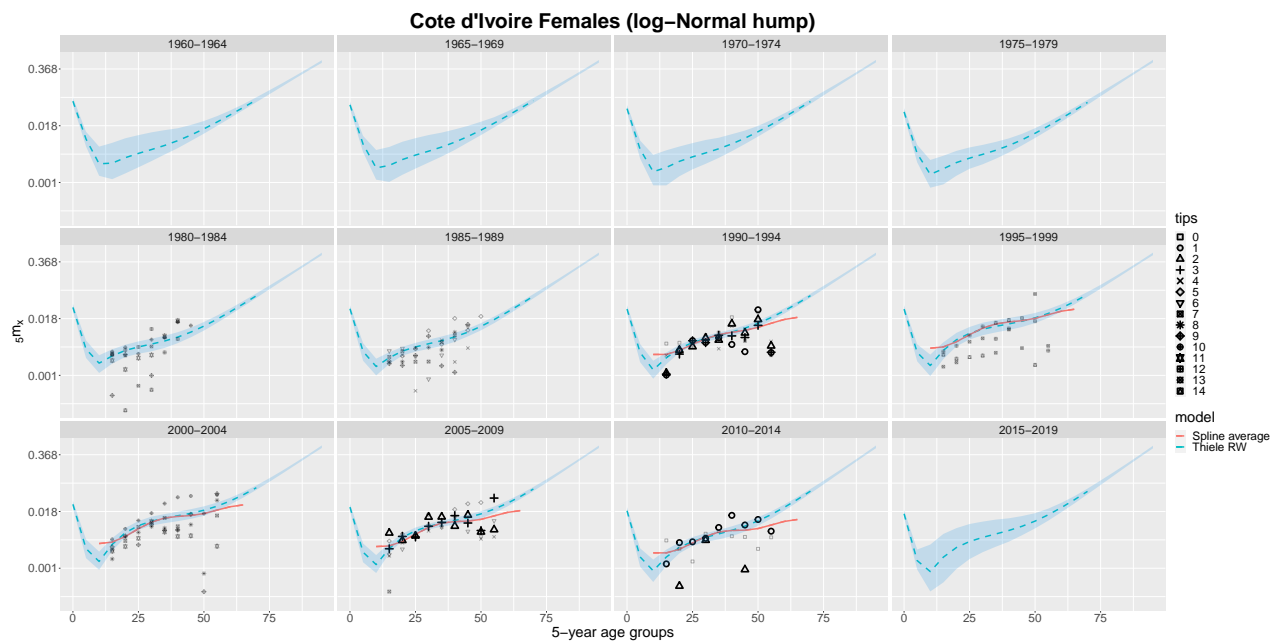 Cote d'Ivoire Females (log−Normal hump)
1960−1964 1965−1969 1970−1974 1975−1979
0.368
0.018
0.001
1980−1984 1985−1989 1990−1994 1995−1999
0.368
0.018
0.001
2000−2004 2005−2009 2010−2014 2015−2019
0.368
0.018
0.001
0 25 50 75 0 25 50 75 0 25 50 75 0 25 50 75
5−year age groups
5mx
tips
0
1
2
3
4
5
6
7
8
9
10
11
12
13
14
model
Spline average
Thiele RW